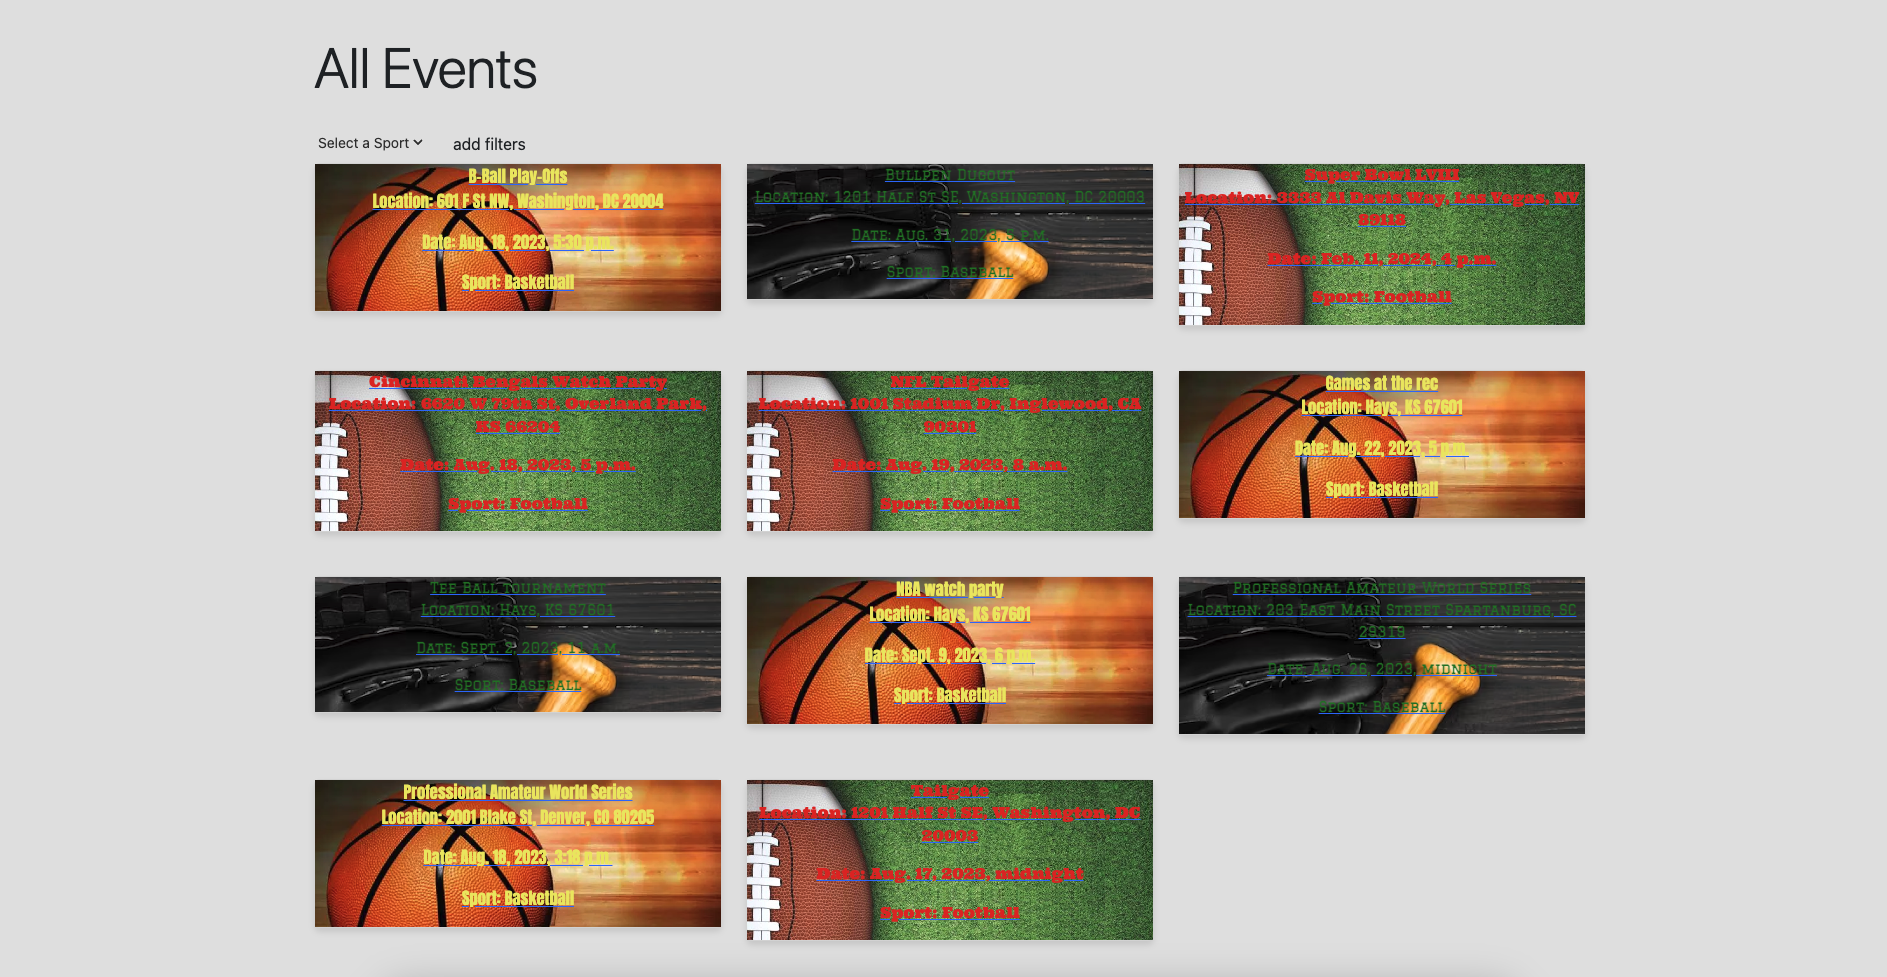 All Events
Select a Sport
add filters
B-Ball Play-Offs
Location: 601 F St NW, Washington, DC 20004
Date: Aug. 18, 2023, 5:30 p.m.
Sport: Basketball
Bullpen Dugout
Location: 1201 Half St SE, Washington, DC 20003
Date: Aug. 31, 2023, p.m.
Sport: Baseball
Super Bowl LVIII
Location: 3333 Al Davis Way, Las Vegas, NV
89118
Date: Feb. 11, 2024, 4 p.m.
Sport: Football
Cincinnati Bengals Watch Party
Location: 6620 W 75th St, Overland Park,
KS 66204
Date: Aug. 18, 2023, p.m.
Sport: Football
NFL Tailgate
Location: 1001 Stadium Dr, Inglewood, CA
90301
Date: Aug. 19, 2023, a.m.
Sport: Football
Games at the rec
Location: Hays, KS 67601
Date: Aug. 22, 2023, 5 p.m.
Sport: Basketball
Tee Ball tournament
Location: Hays, KS 67601
Date: Sept. 2, 2023, 11 a.m.
Sport: Baseball
NBA watch party
Location: Hays, KS 67601
Date: Sept. 9, 2023, 6 p.m.
Sport: Basketball
Professional Amateur World Series
Location: 203 East Main Street Spartanburg, SC
29319
Date: Aug. 26, 2023, midnight
Sport: Baseball
Professional Amateur World Series
Location: 2001 Blake St, Denver, CO 80205
Date: Aug. 18, 2023, 3:18 p.m.
Sport: Basketball
Tailgate
Location: 1201 Half St SE, Washington, DC
20003
Date: Aug. 17, 2023, midnight
Sport: Football